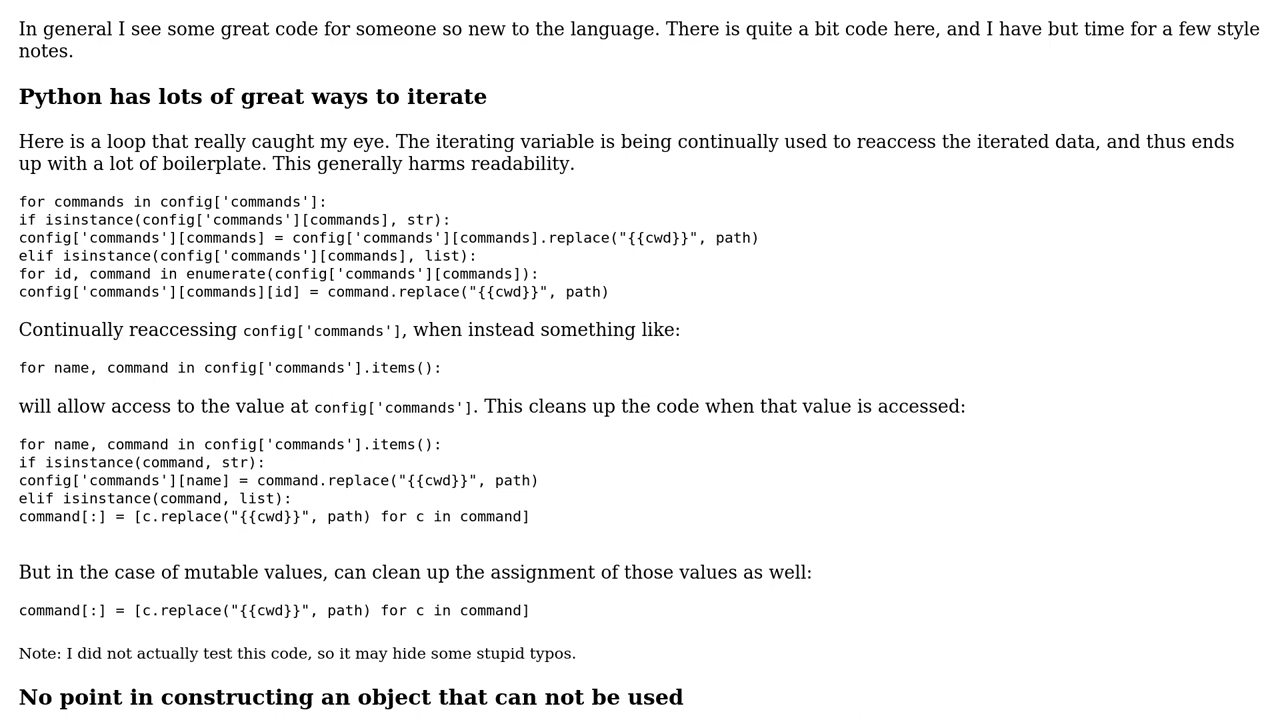 In general I see some great code for someone so new to the language. There is quite a bit code here, and I have but time for a few style
notes.
Python has lots of great ways to iterate
Here is a loop that really caught my eye. The iterating variable is being continually used to reaccess the iterated data, and thus ends
up with a lot of boilerplate. This generally harms readability.
for commands in config['commands']:
if isinstance(config['commands'][commands], str):
config['commands'][commands] = config['commands'][commands].replace("{{cwd}}", path)
elif isinstance(config['commands'][commands], list):
for id, command in enumerate(config['commands'][commands]):
config['commands'][commands][id] = command.replace("{{cwd}}", path)
Continually reaccessing config['commands'], when instead something like:
for name, command in config['commands'].items():
will allow access to the value at config['commands']. This cleans up the code when that value is accessed:
for name, command in config['commands'].items():
if isinstance(command, str):
config['commands'][name] = command.replace("{{cwd}}", path)
elif isinstance(command, list):
command[:] = [c.replace("{{cwd}}", path) for c in command]
But in the case of mutable values, can clean up the assignment of those values as well:
command[:] = [c.replace("{{cwd}}", path) for c in command]
Note: I did not actually test this code, so it may hide some stupid typos.
No point in constructing an object that can not be used